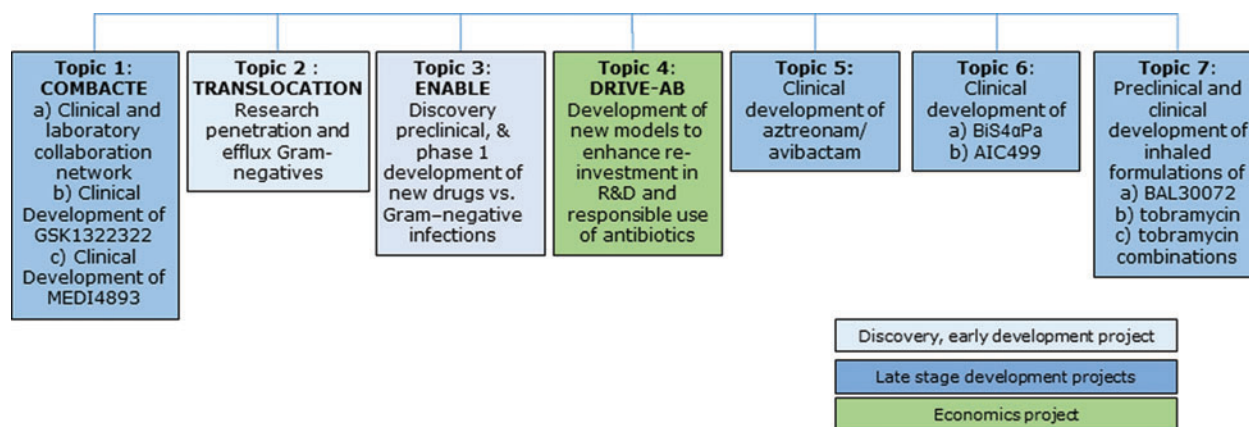 Topic 1:
COMBACTE
a) Clinical and
laboratory
collaboration
network
b) Clinical
Development of
GSK1322322
c) Clinical
Development of
MEDI4893
Topic 2 :
TRANSLOCATION
Research
penetration and
efflux Gram-
negatives
Topic 3:
ENABLE
Discovery
preclinical, &
phase 1
development of
new drugs vs.
Gram–negative
infections
Topic 4:
DRIVE-AB
Development of
new models to
enhance re-
investment in
R&D and
responsible use
of antibiotics
Topic 5:
Clinical
development of
aztreonam/
avibactam
Topic 6:
Clinical
development of
a) BiS4αPa
b) AIC499
Topic 7:
Preclinical and
clinical
development of
inhaled
formulations of
a) BAL30072
b) tobramycin
c) tobramycin
combinations
Discovery, early development project
Late stage development projects
Economics project